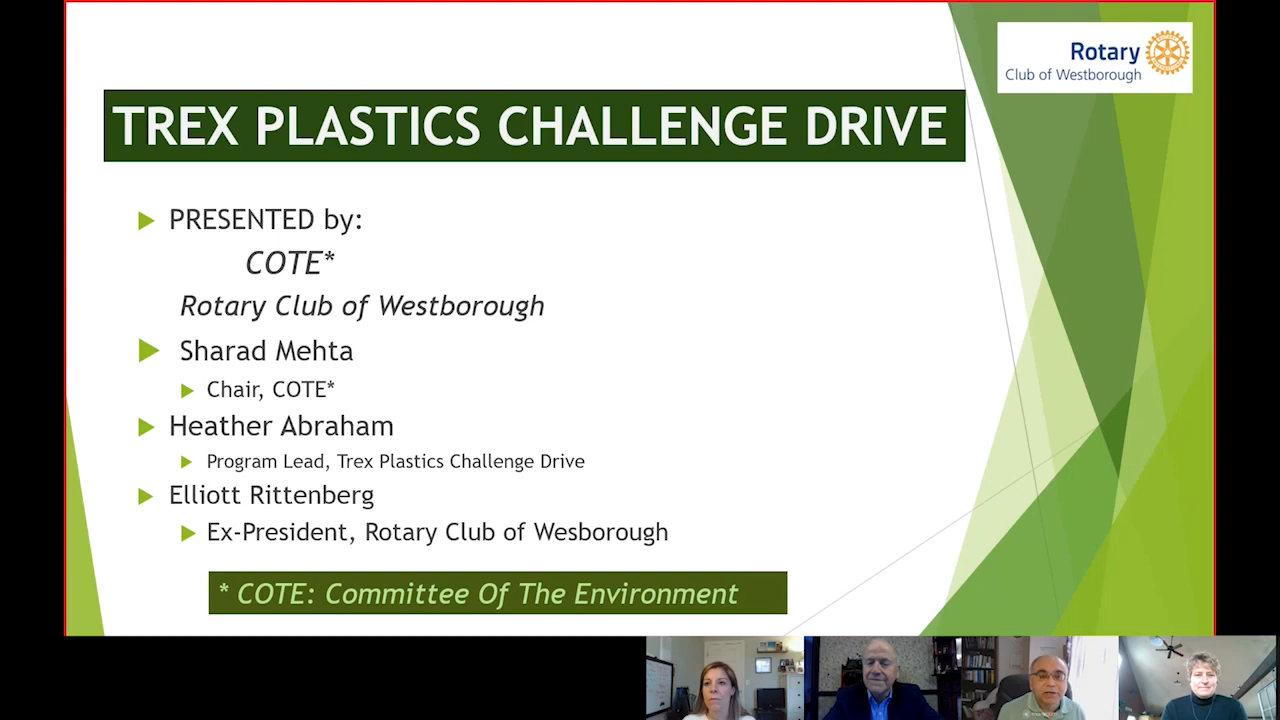 Rotary
Club of Westborough
TREX PLASTICS CHALLENGE DRIVE
PRESENTED by:
COTE*
Rotary Club of Westborough
Sharad Mehta
Chair, COTE*
Heather Abraham
Program Lead, Trex Plastics Challenge Drive
Elliott Rittenberg
Ex-President, Rotary Club of Wesborough
* COTE: Committee Of The Environment